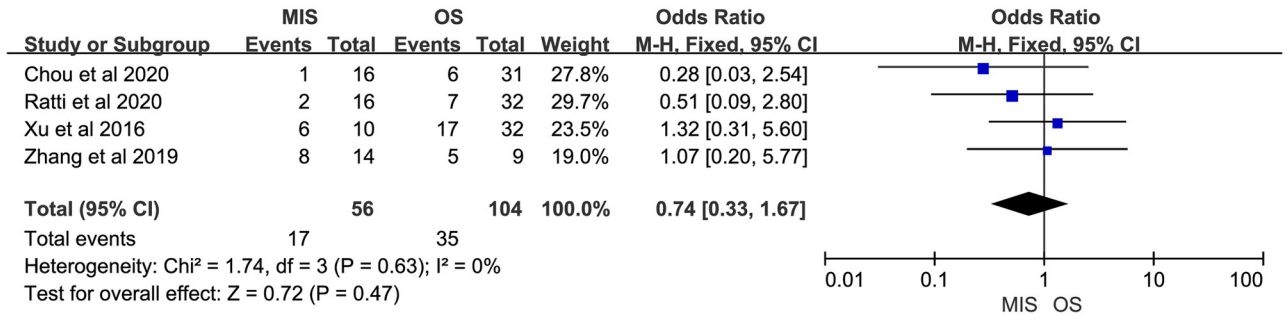 MIS OS Odds Ratio Odds Ratio
Study or Subgroup Events Total Events Total Weight M-H, Fixed, 95% CI M-H, Fixed, 95% CI
Chou et al 2020 1 16 6 31 27.8% 0.28 [0.03, 2.54]
Ratti et al 2020 2 16 7 32 29.7% 0.51 [0.09, 2.80]
Xu et al 2016 6 10 17 32 23.5% 1.32 [0.31, 5.60]
Zhang et al 2019 8 14 5 9 19.0% 1.07 [0.20, 5.77]
Total (95% CI) 56 104 100.0% 0.74 [0.33, 1.67]
Total events 17 35
Heterogeneity: Chi² = 1.74, df = 3 (P = 0.63); I² = 0%
Test for overall effect: Z = 0.72 (P = 0.47)
0.01 0.1 1 10 100
MIS OS